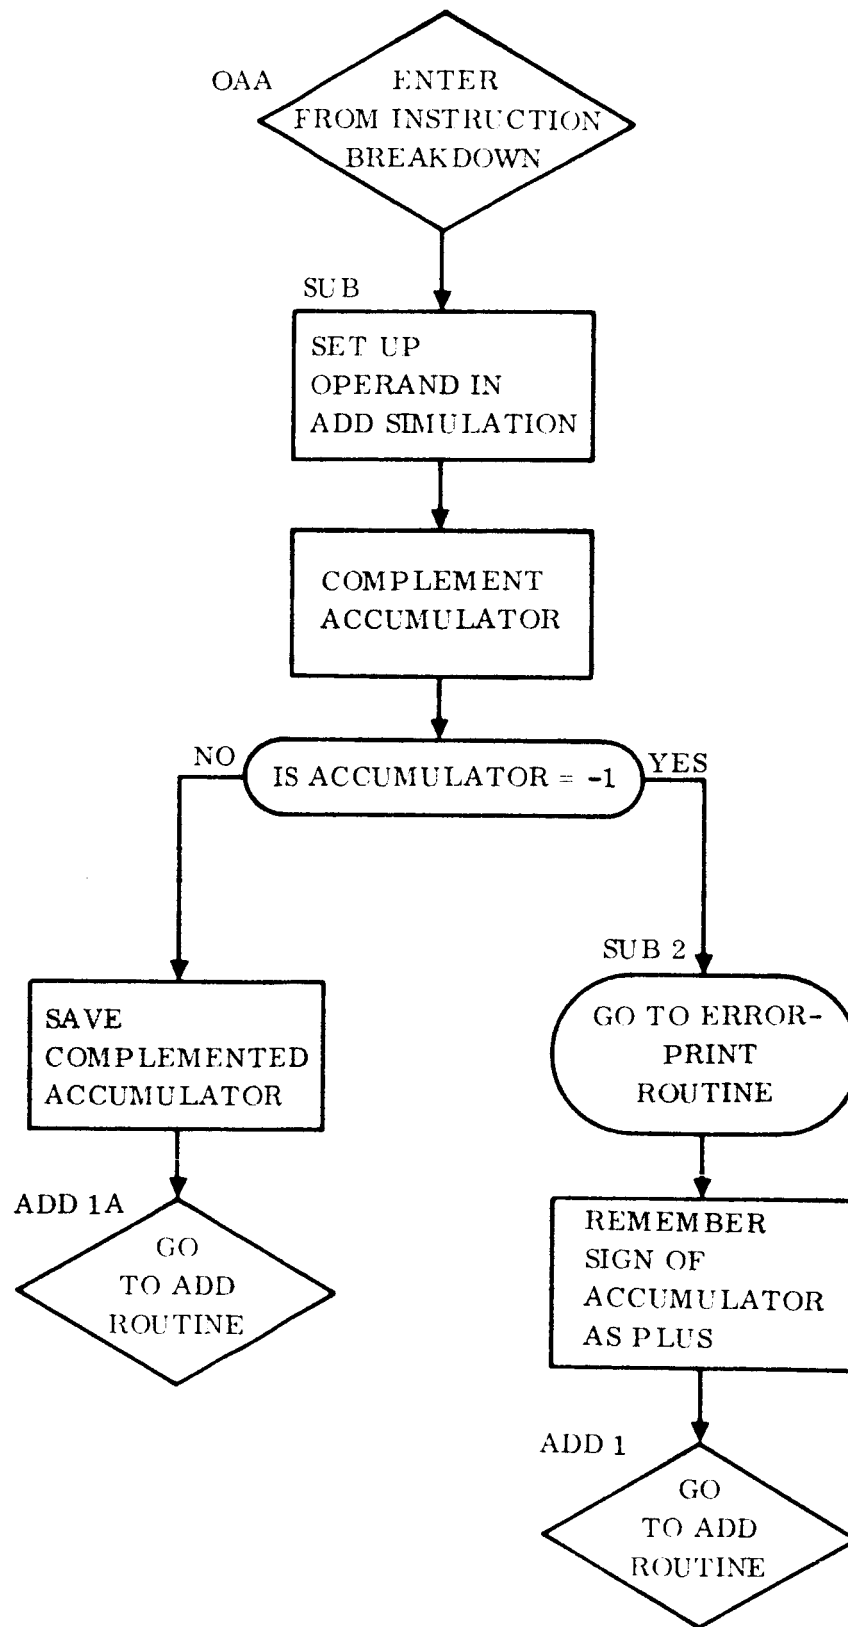 OAA
ENTER
FROM INSTRUCTION
BREAKDOWN
SUB
SET UP
OPERAND IN
ADD SIMULATION
COMPLEMENT
ACCUMULATOR
NO
IS ACCUMULATOR = -1
YES
SAVE
COMPLEMENTED
ACCUMULATOR
ADD 1A
GO
TO ADD
ROUTINE
SUB 2
GO TO ERROR-
PRINT
ROUTINE
REMEMBER
SIGN OF
ACCUMULATOR
AS PLUS
ADD 1
GO
TO ADD
ROUTINE